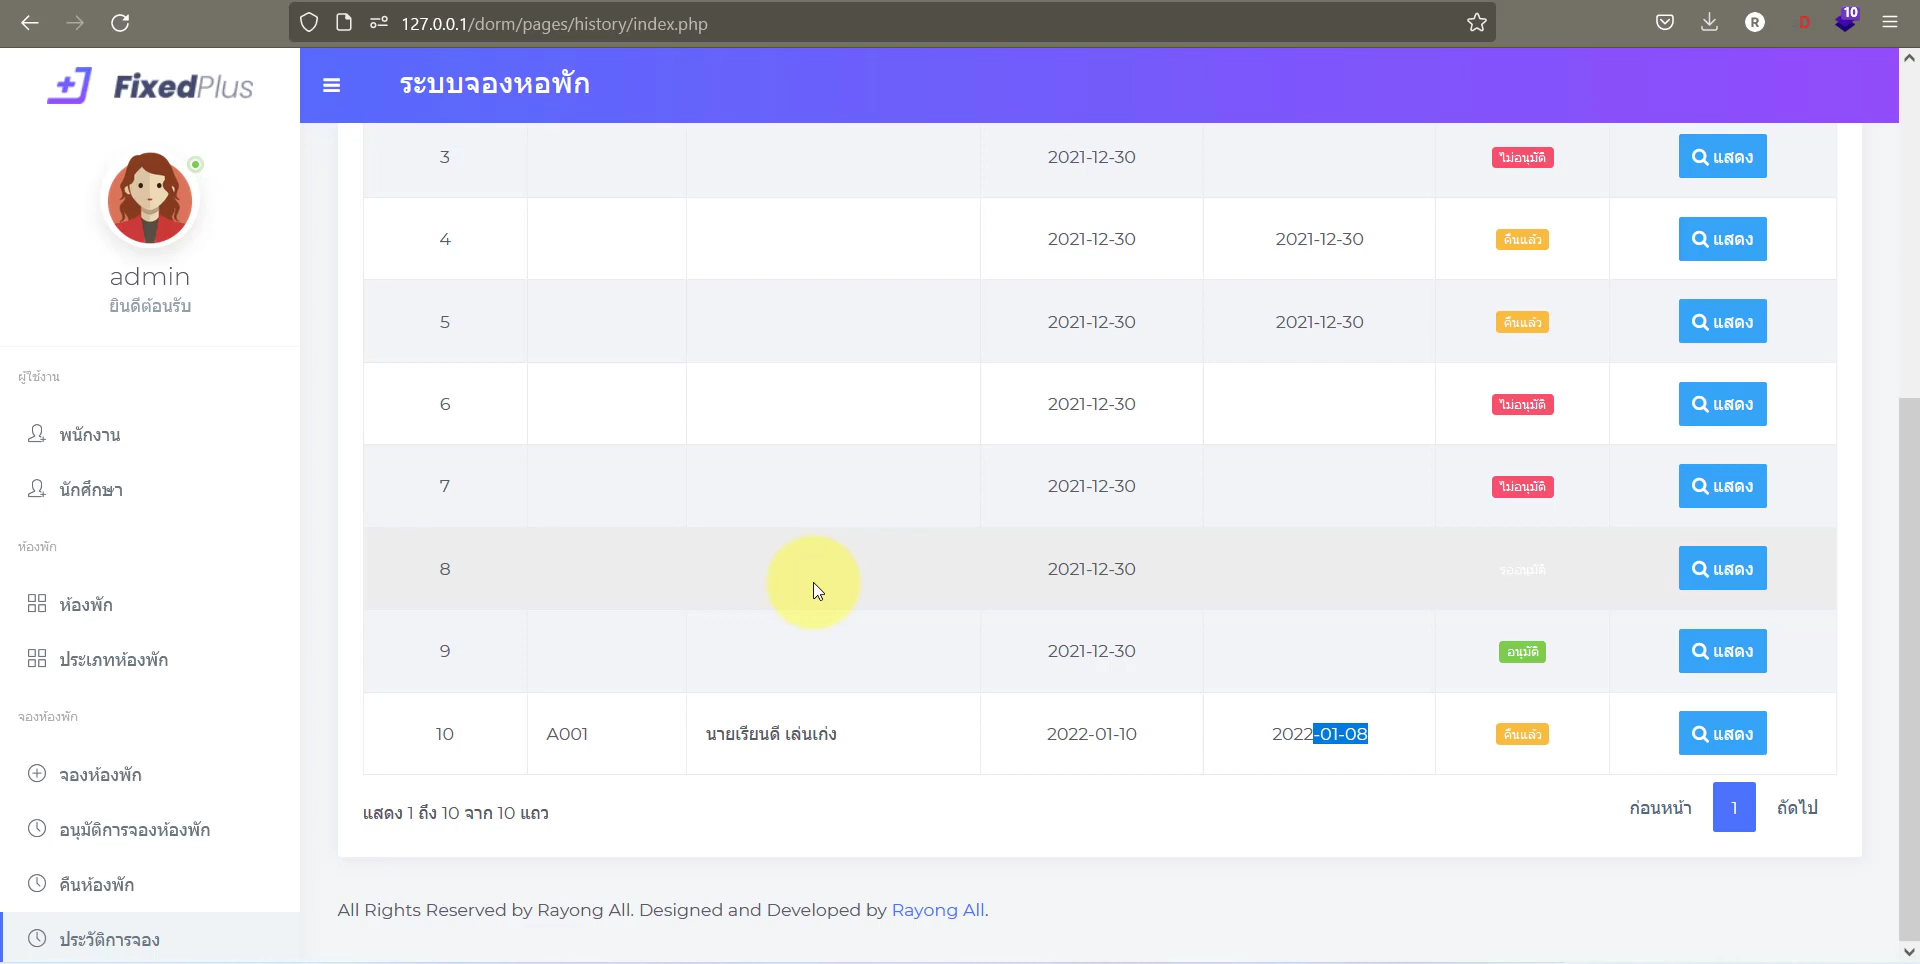 127.0.0.1/dorm/pages/history/index.php
R
D
10
FixedPlus
ระบบจองหอพัก
admin
ยินดีต้อนรับ
ผู้ใช้งาน
พนักงาน
นักศึกษา
ห้องพัก
ห้องพัก
ประเภทห้องพัก
จองห้องพัก
จองห้องพัก
อนุมัติการจองห้องพัก
คืนห้องพัก
ประวัติการจอง
3 2021-12-30 ไม่อนุมัติ แสดง
4 2021-12-30 2021-12-30 คืนแล้ว แสดง
5 2021-12-30 2021-12-30 คืนแล้ว แสดง
6 2021-12-30 ไม่อนุมัติ แสดง
7 2021-12-30 ไม่อนุมัติ แสดง
8 2021-12-30 รออนุมัติ แสดง
9 2021-12-30 อนุมัติ แสดง
10 A001 นายเรียนดี เล่นเก่ง 2022-01-10 2022-01-08 คืนแล้ว แสดง
แสดง 1 ถึง 10 จาก 10 แถว
ก่อนหน้า 1 ถัดไป
All Rights Reserved by Rayong All. Designed and Developed by Rayong All.